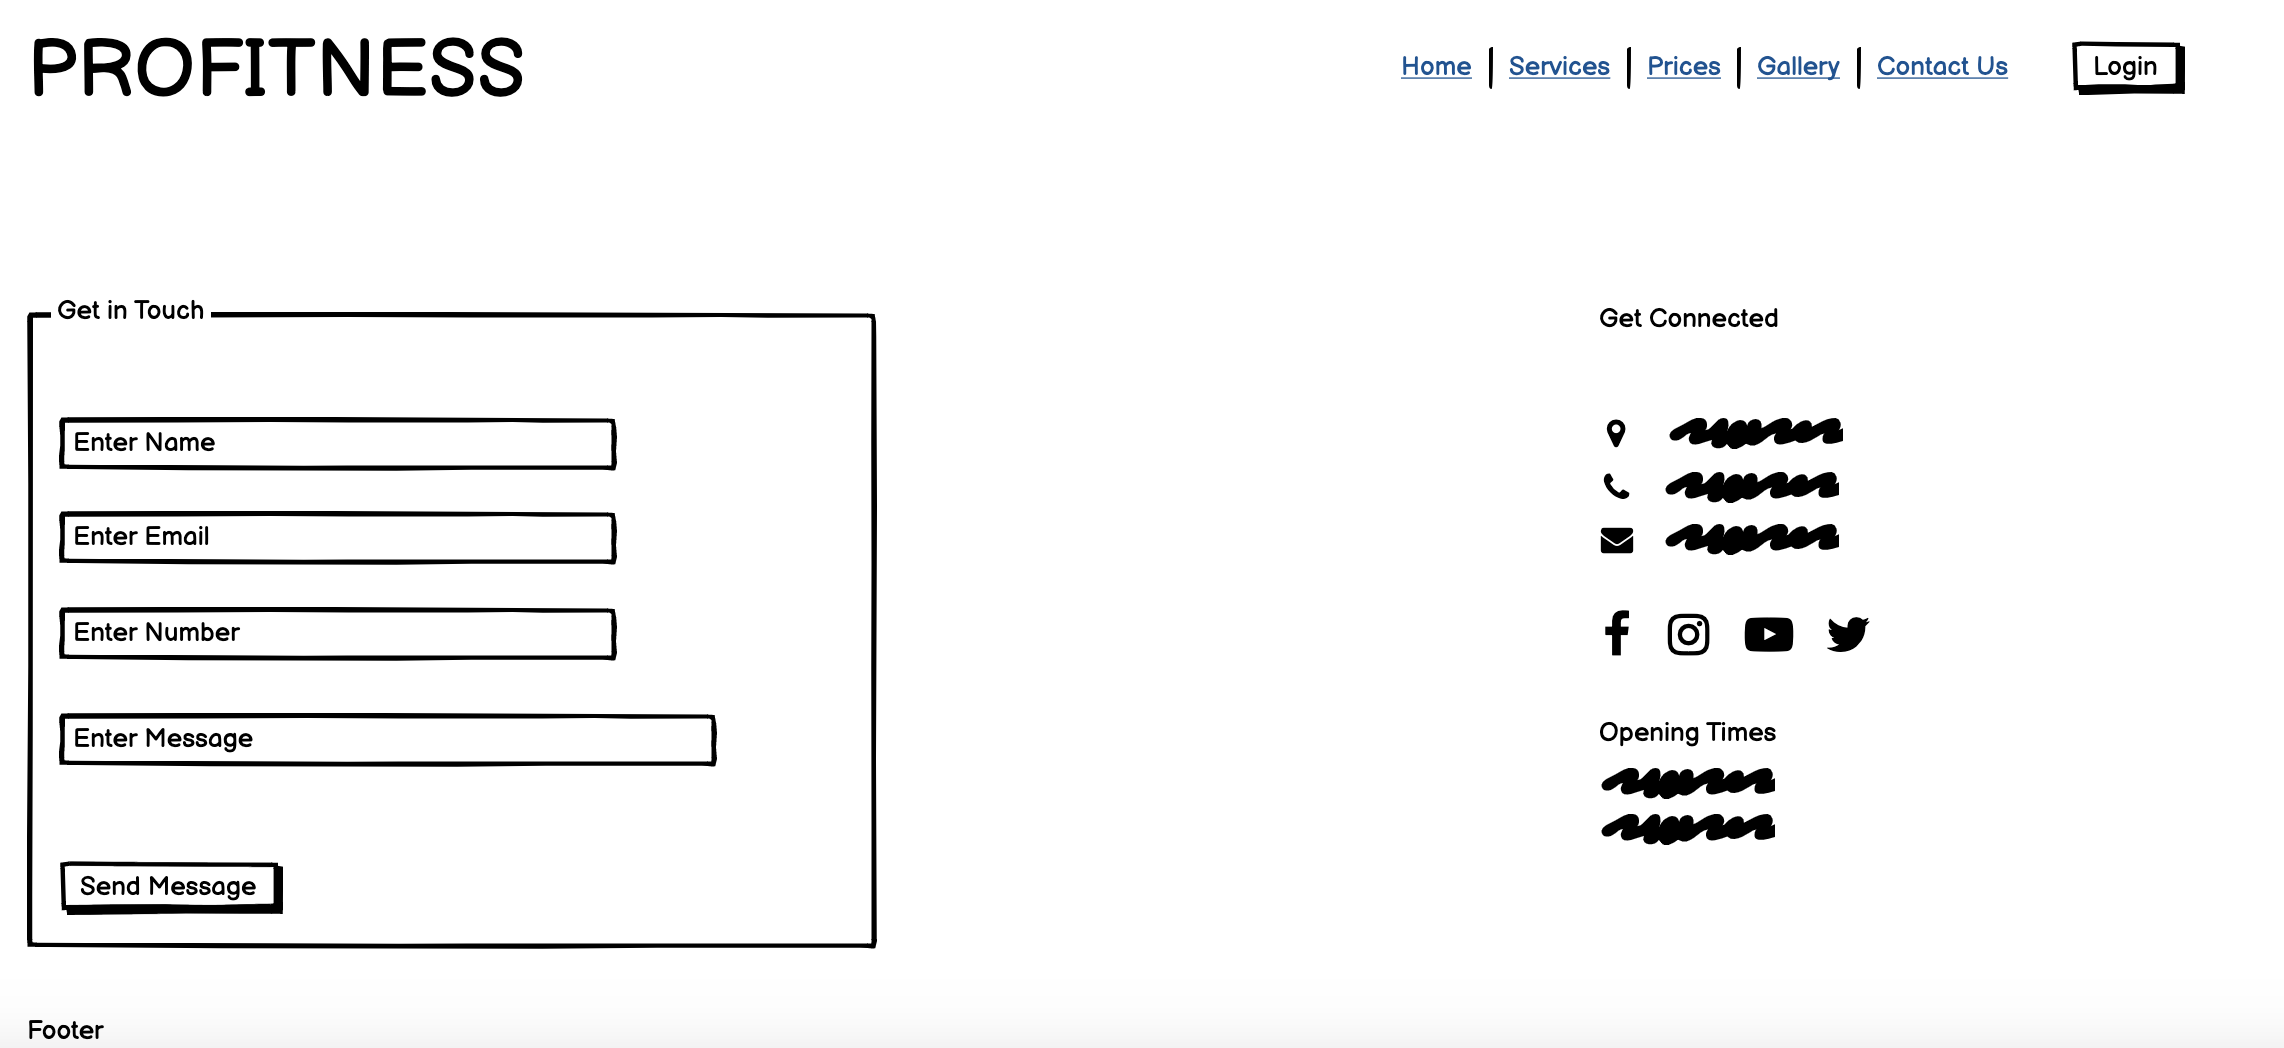 PROFITNESS
Home Services Prices Gallery Contact Us Login
Get in Touch
Enter Name
Enter Email
Enter Number
Enter Message
Send Message
Get Connected
Opening Times
Footer